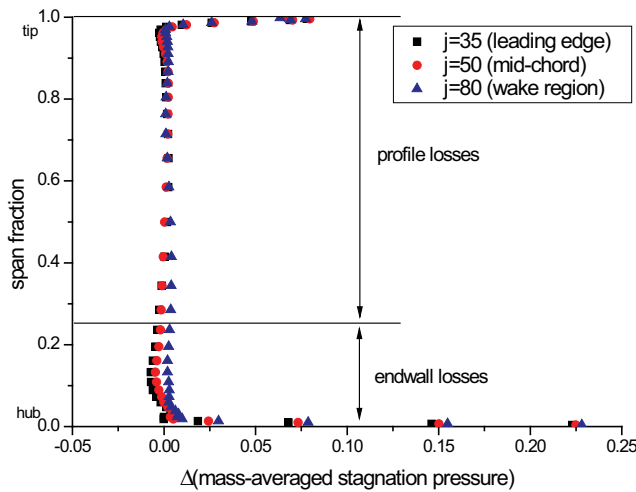 tip
1.0
0.8
0.6
0.4
0.2
hub
0.0
span fraction
j=35 (leading edge)
j=50 (mid-chord)
j=80 (wake region)
profile losses
endwall losses
-0.05 0.00 0.05 0.10 0.15 0.20 0.25
Δ(mass-averaged stagnation pressure)